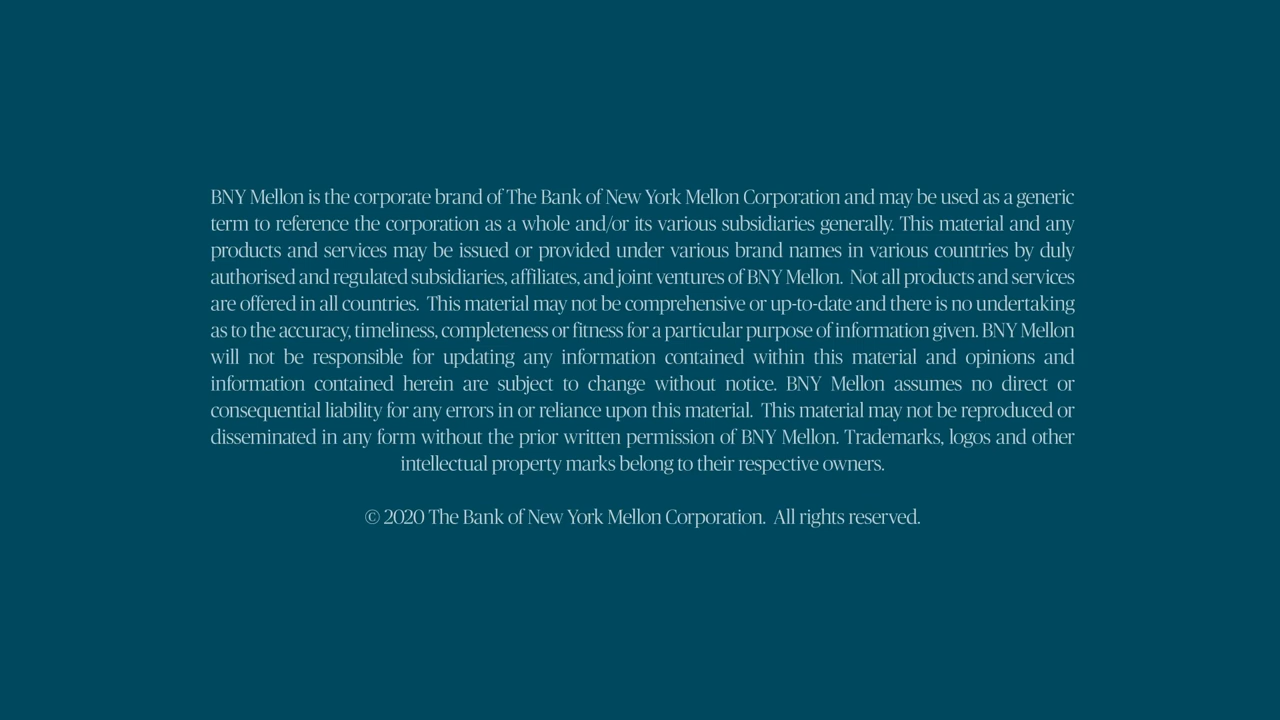 BNY Mellon is the corporate brand of The Bank of New York Mellon Corporation and may be used as a generic
term to reference the corporation as a whole and/or its various subsidiaries generally. This material and any
products and services may be issued or provided under various brand names in various countries by duly
authorised and regulated subsidiaries, affiliates, and joint ventures of BNY Mellon.  Not all products and services
are offered in all countries.  This material may not be comprehensive or up-to-date and there is no undertaking
as to the accuracy, timeliness, completeness or fitness for a particular purpose of information given. BNY Mellon
will not be responsible for updating any information contained within this material and opinions and
information contained herein are subject to change without notice. BNY Mellon assumes no direct or
consequential liability for any errors in or reliance upon this material.  This material may not be reproduced or
disseminated in any form without the prior written permission of BNY Mellon. Trademarks, logos and other
intellectual property marks belong to their respective owners.
© 2020 The Bank of New York Mellon Corporation.  All rights reserved.